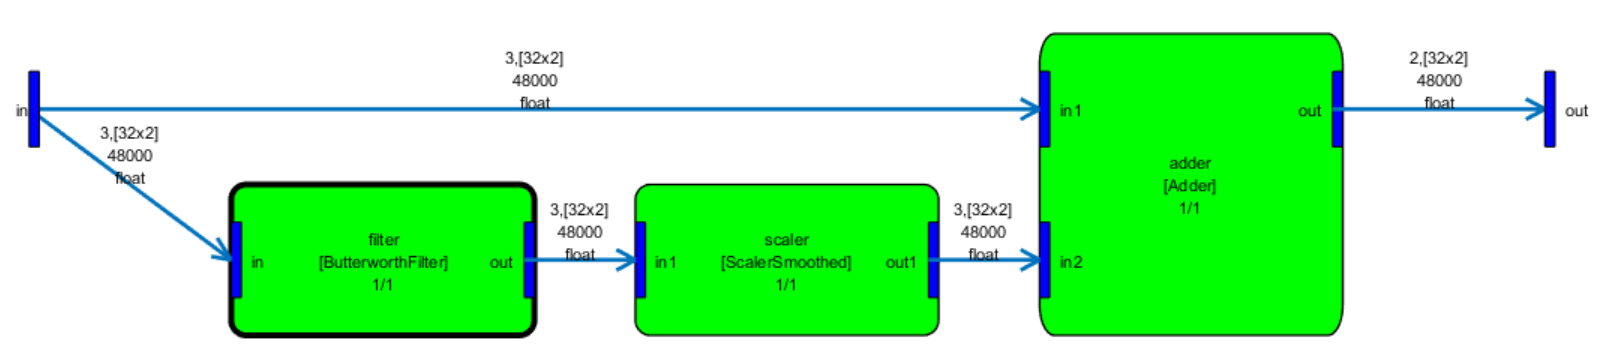 in
3,[32x2]
48000
float
3,[32x2]
48000
float
in
filter
[ButterworthFilter]
1/1
out
3,[32x2]
48000
float
in1
scaler
[ScalerSmoothed]
1/1
out1
3,[32x2]
48000
float
in1
in2
adder
[Adder]
1/1
out
2,[32x2]
48000
float
out